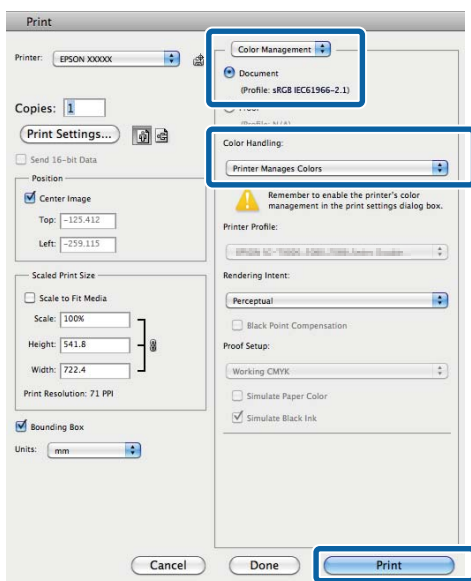 Print
Printer: EPSON XXXXX
Copies: 1
Print Settings...
Send 16-bit Data
Position
Center Image
Top: -125.412
Left: -259.115
Scaled Print Size
Scale to Fit Media
Scale: 100%
Height: 541.8
Width: 722.4
Print Resolution: 71 PPI
Bounding Box
Units: mm
Color Management
Document
(Profile: sRGB IEC61966-2.1)
Color Handling:
Printer Manages Colors
Remember to enable the printer's color
management in the print settings dialog box.
Printer Profile:
Rendering Intent:
Perceptual
Black Point Compensation
Proof Setup:
Working CMYK
Simulate Paper Color
Simulate Black Ink
Cancel
Done
Print